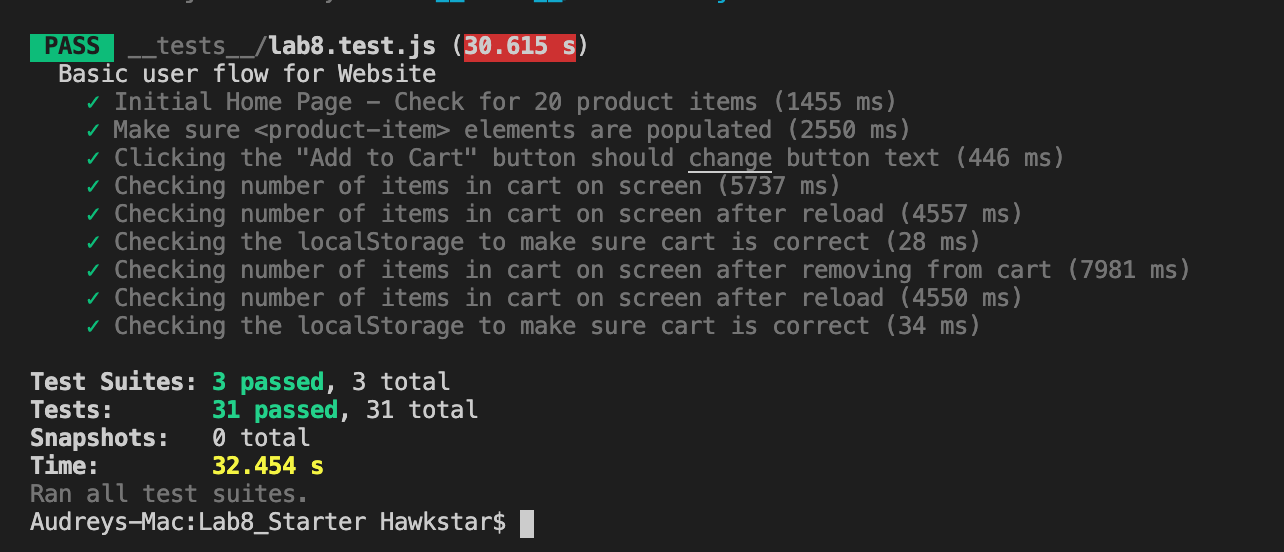 PASS __tests__/lab8.test.js (30.615 s)
Basic user flow for Website
✓ Initial Home Page - Check for 20 product items (1455 ms)
✓ Make sure <product-item> elements are populated (2550 ms)
✓ Clicking the "Add to Cart" button should change button text (446 ms)
✓ Checking number of items in cart on screen (5737 ms)
✓ Checking number of items in cart on screen after reload (4557 ms)
✓ Checking the localStorage to make sure cart is correct (28 ms)
✓ Checking number of items in cart on screen after removing from cart (7981 ms)
✓ Checking number of items in cart on screen after reload (4550 ms)
✓ Checking the localStorage to make sure cart is correct (34 ms)
Test Suites: 3 passed, 3 total
Tests: 31 passed, 31 total
Snapshots: 0 total
Time: 32.454 s
Ran all test suites.
Audreys-Mac:Lab8_Starter Hawkstar$